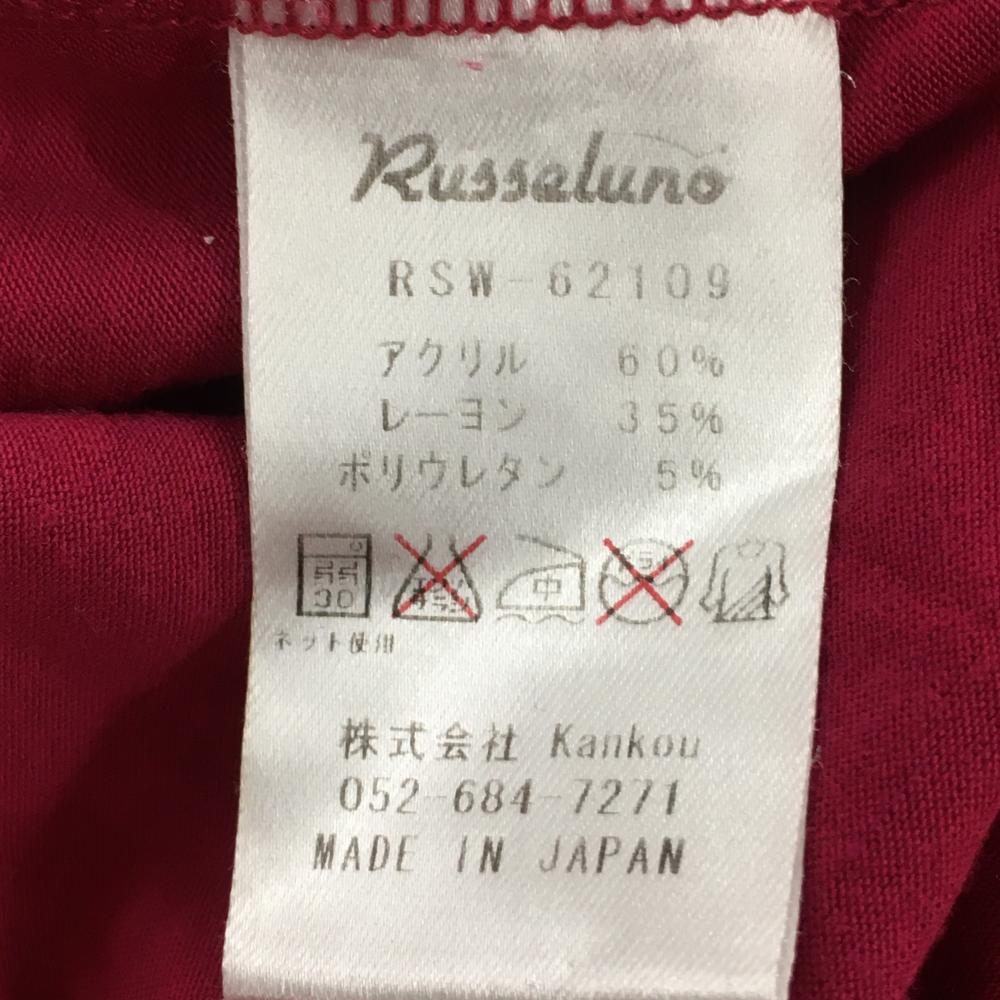 Russeluno
RSW-62109
アクリル 60%
レーヨン 35%
ポリウレタン 5%
30 中
ネット使用
株式会社 Kankou
052-684-7271
MADE IN JAPAN